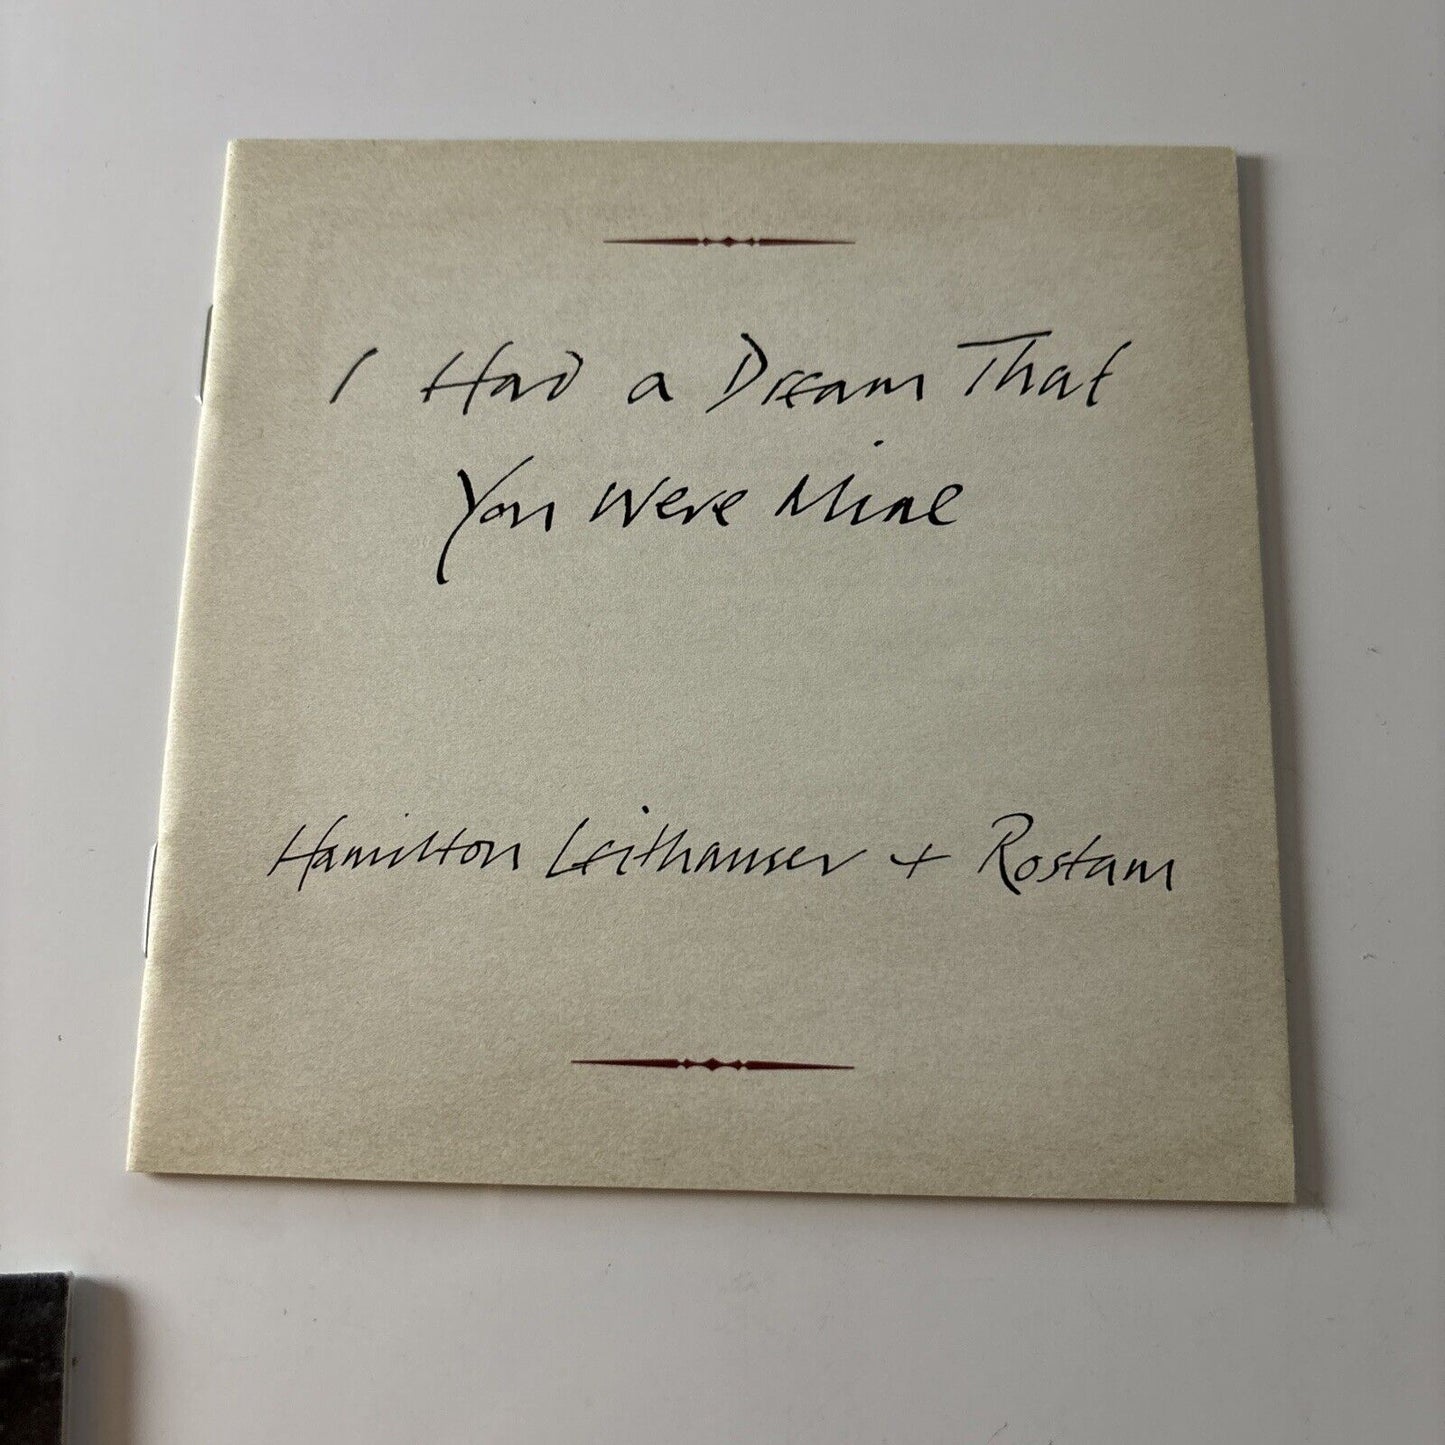 I Had a Dream That
You Were Mine
Hamilton Leithauser + Rostam